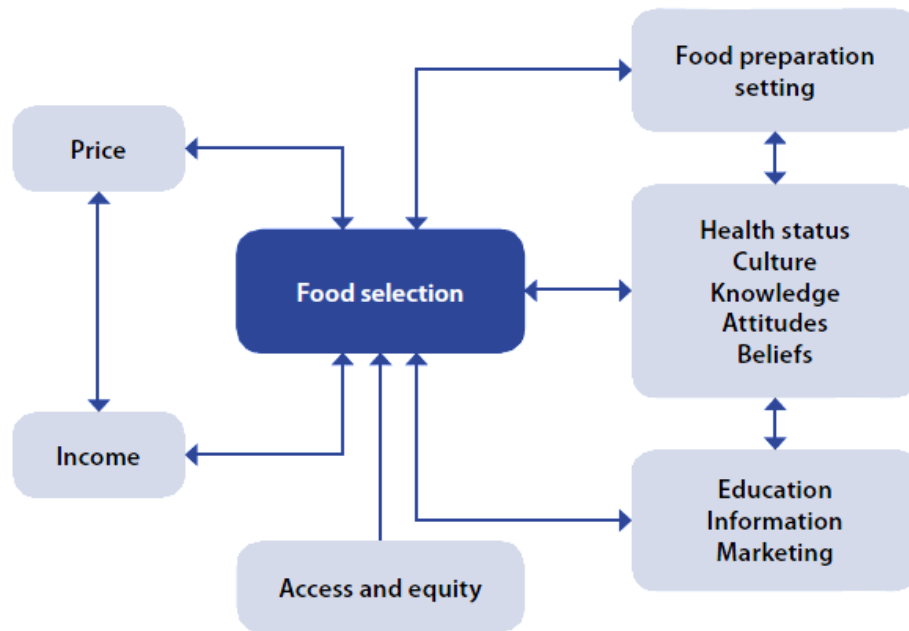 Food preparation
setting
Price
Health status
Culture
Knowledge
Attitudes
Beliefs
Food selection
Income
Education
Information
Marketing
Access and equity